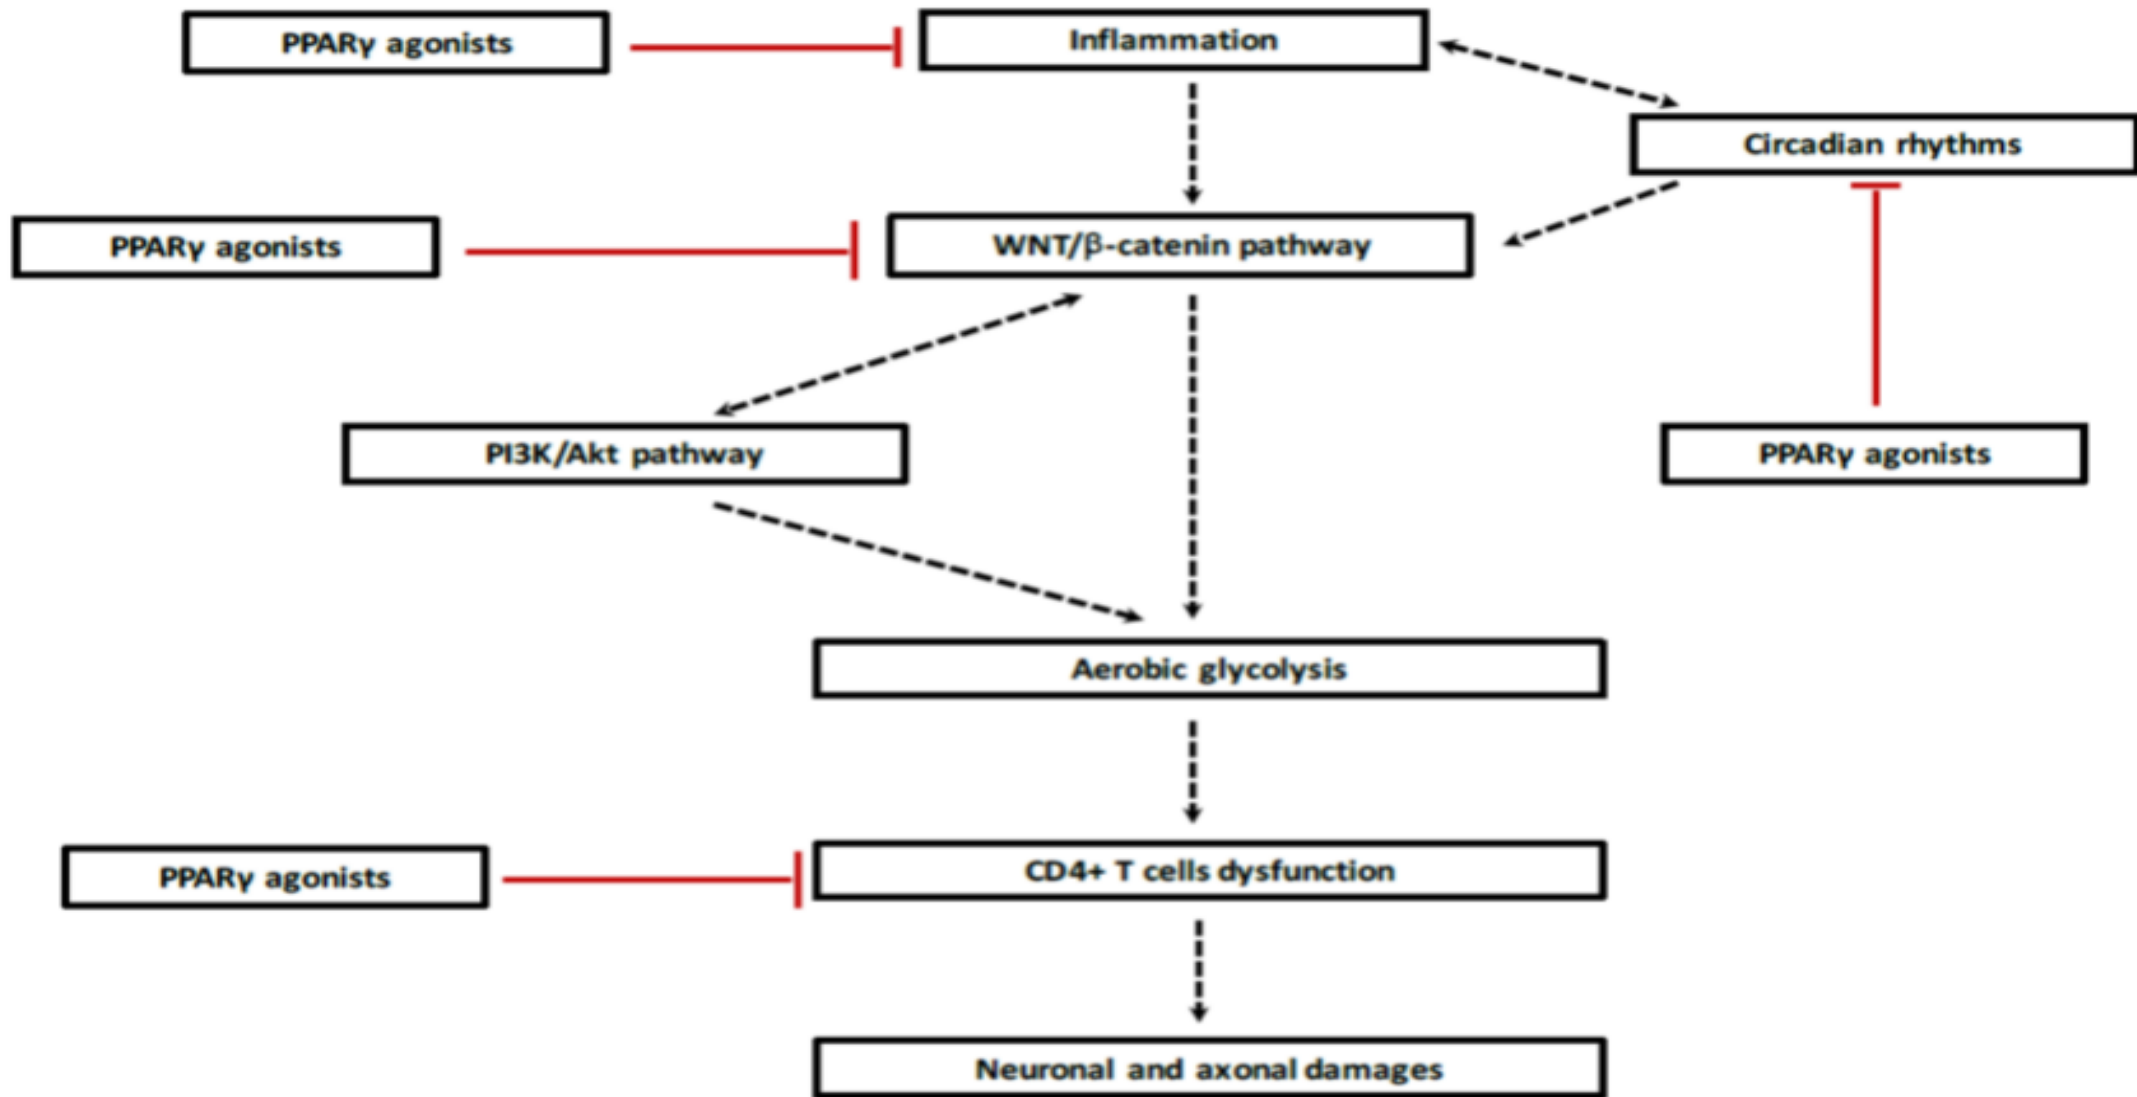 PPARγ agonists
Inflammation
Circadian rhythms
PPARγ agonists
WNT/β-catenin pathway
PI3K/Akt pathway
PPARγ agonists
Aerobic glycolysis
PPARγ agonists
CD4+ T cells dysfunction
Neuronal and axonal damages